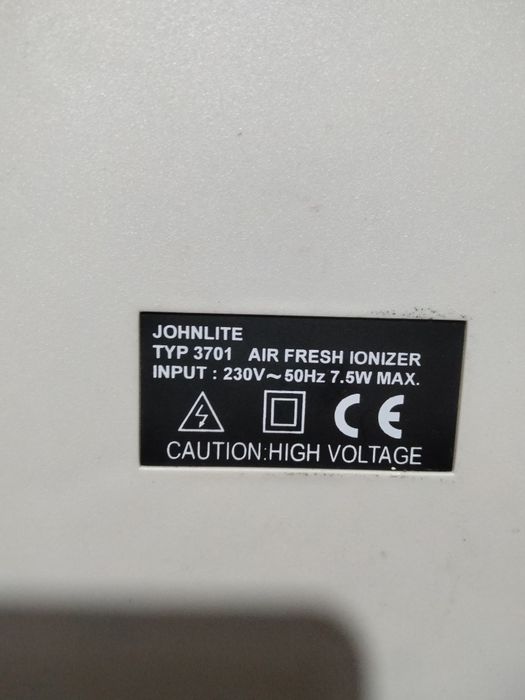 JOHNLITE
TYP 3701 AIR FRESH IONIZER
INPUT : 230V~50Hz 7.5W MAX.
CE
CAUTION:HIGH VOLTAGE